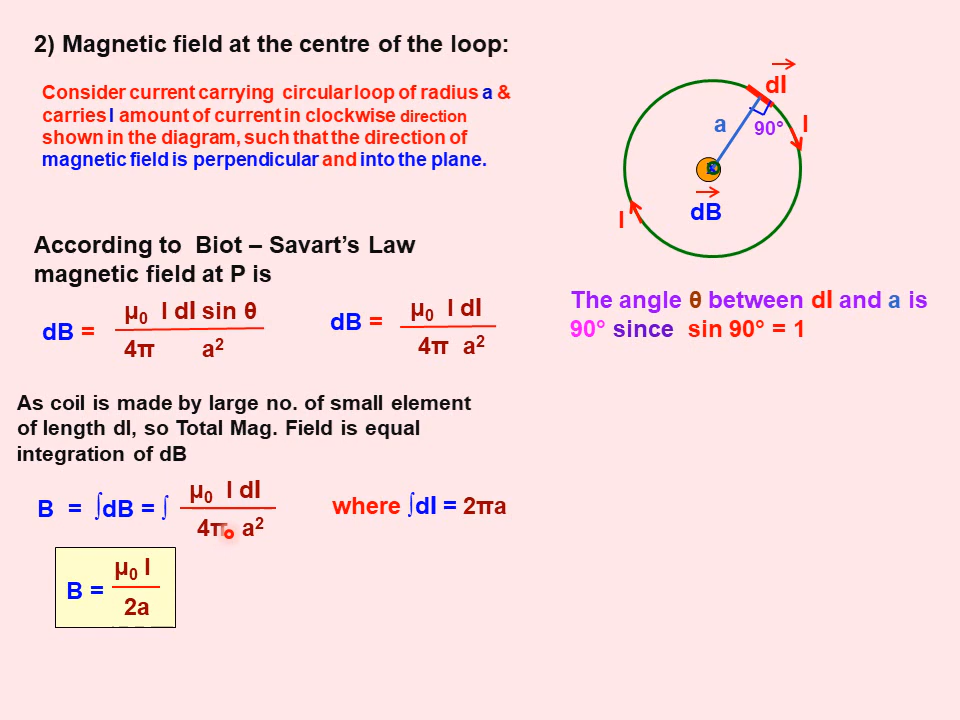 2) Magnetic field at the centre of the loop:
Consider current carrying circular loop of radius a &
carries I amount of current in clockwise direction
shown in the diagram, such that the direction of
magnetic field is perpendicular and into the plane.
dl
a
90°
I
dB
I
According to Biot – Savart’s Law
magnetic field at P is
dB = μ₀ I dl sin θ / 4π a²
dB = μ₀ I dl / 4π a²
The angle θ between dl and a is
90° since sin 90° = 1
As coil is made by large no. of small element
of length dl, so Total Mag. Field is equal
integration of dB
B = ∫dB = ∫ μ₀ I dl / 4π a²
where ∫dl = 2πa
B = μ₀ I / 2a